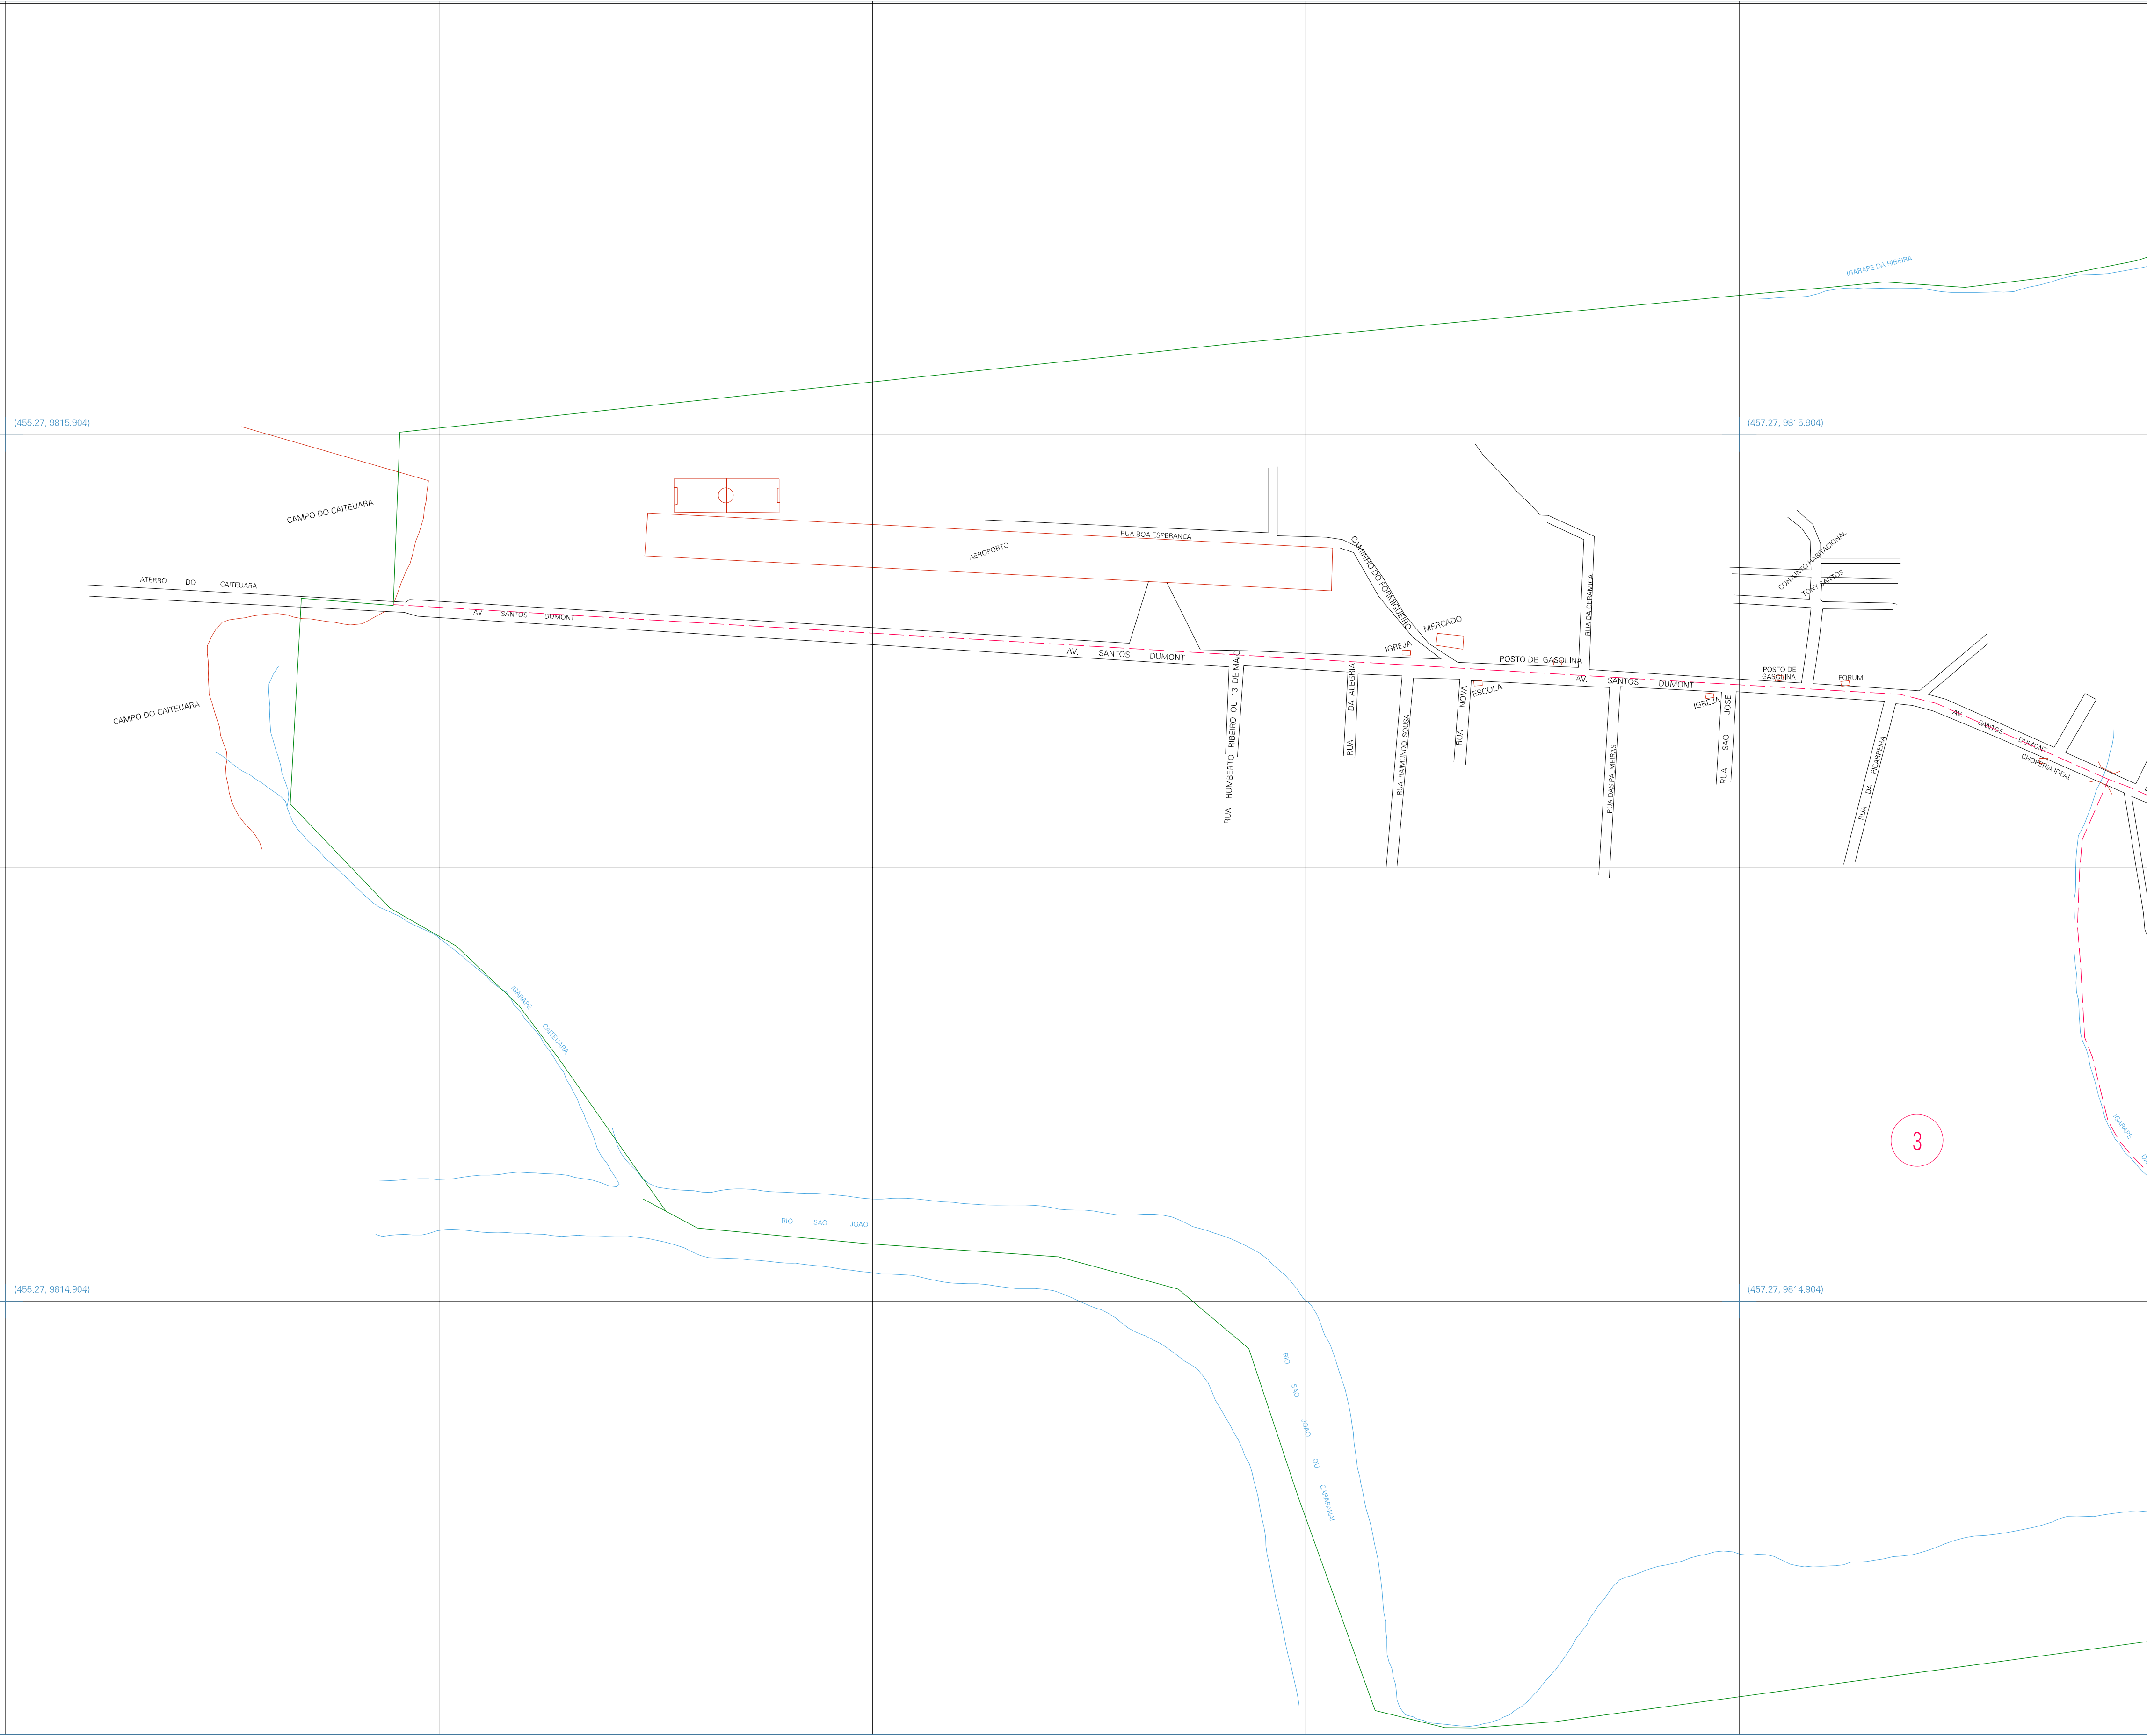 IGARAPE DA RIBEIRA
(455.27, 9815.904)
(457.27, 9815.904)
CAMPO DO CAITEUARA
RUA BOA ESPERANCA
AEROPORTO
CAMINHO DO FORMIGUEIRO
CONJUNTO HABITACIONAL
TONY SANTOS
ATERRO DO CAITEUARA
AV. SANTOS DUMONT
RUA DA CERAMICA
MERCADO
IGREJA
AV. SANTOS DUMONT
POSTO DE GASOLINA
POSTO DE
GASOLINA
FORUM
AV. SANTOS DUMONT
ESCOLA
IGREJA
CAMPO DO CAITEUARA
RUA HUMBERTO RIBEIRO OU 13 DE MAIO
RUA DA ALEGRIA
RUA RAIMUNDO SOUSA
RUA NOVA
RUA DAS PALMEIRAS
RUA SAO JOSE
RUA DA PICARREIRA
AV. SANTOS DUMONT
CHOPERIA IDEAL
IGARAPE CAITEUARA
3
IGARAPE
RIO SAO JOAO
(455.27, 9814.904)
(457.27, 9814.904)
RIO SAO JOAO OU